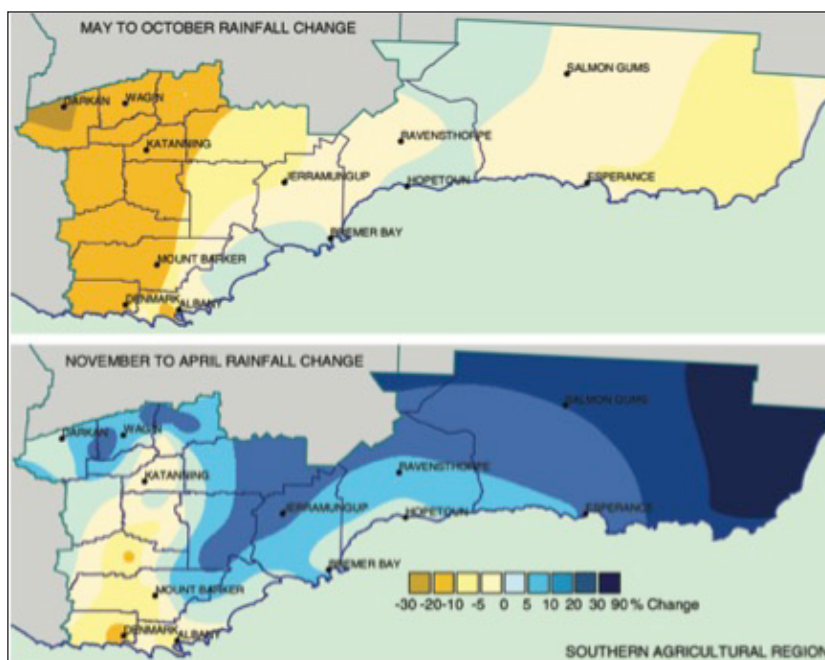 MAY TO OCTOBER RAINFALL CHANGE
SALMON GUMS
DARKAN
WAGIN
KATANNING
RAVENSTHORPE
JERRAMUNGUP
HOPETOUN
ESPERANCE
BREMER BAY
MOUNT BARKER
DENMARK
ALBANY
NOVEMBER TO APRIL RAINFALL CHANGE
SALMON GUMS
DARKAN
WAGIN
KATANNING
RAVENSTHORPE
JERRAMUNGUP
HOPETOUN
ESPERANCE
BREMER BAY
MOUNT BARKER
-30 -20 -10 -5 0 5 10 20 30 90 % Change
DENMARK
ALBANY
SOUTHERN AGRICULTURAL REGION